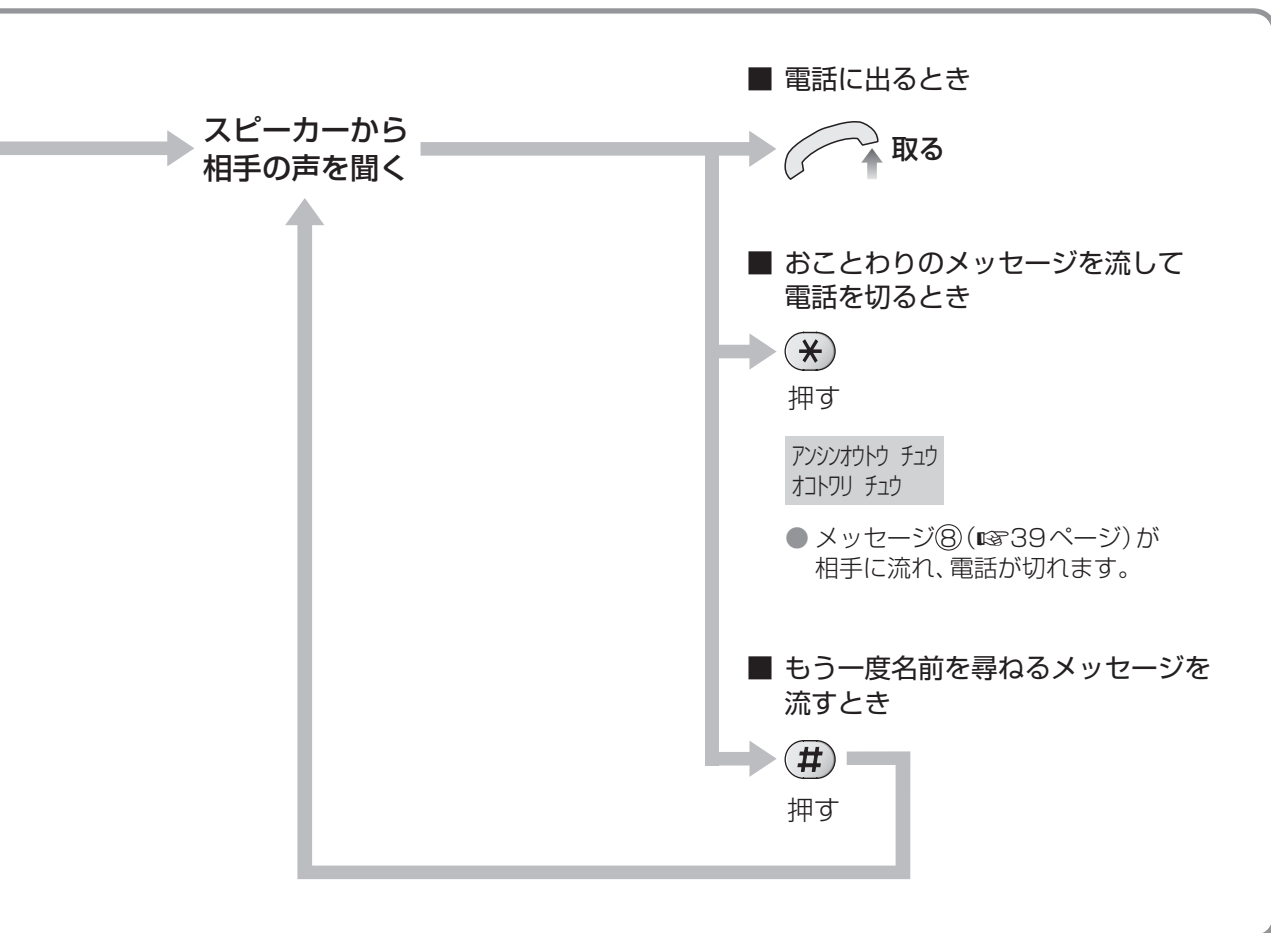 スピーカーから
相手の声を聞く
■ 電話に出るとき
取る
■ おことわりのメッセージを流して
電話を切るとき
＊
押す
ｱﾝｼﾝｵｳﾄｳ ﾁｭｳ
ｵｺﾄﾜﾘ ﾁｭｳ
● メッセージ⑧(☞39ページ)が
相手に流れ、電話が切れます。
■ もう一度名前を尋ねるメッセージを
流すとき
#
押す